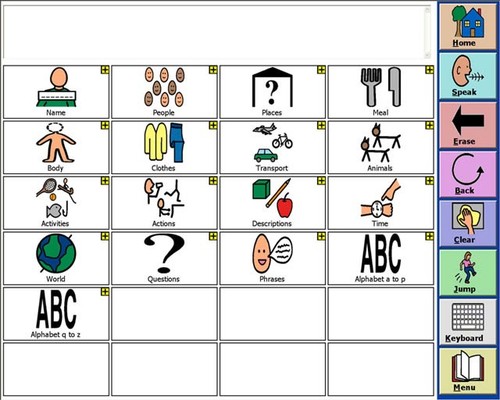 Name People Places Meal
Body Clothes Transport Animals
Activities Actions Descriptions Time
World Questions Phrases Alphabet a to p
ABC
ABC
Alphabet q to z
?
?
Home
Speak
Erase
Back
Clear
Jump
Keyboard
Menu